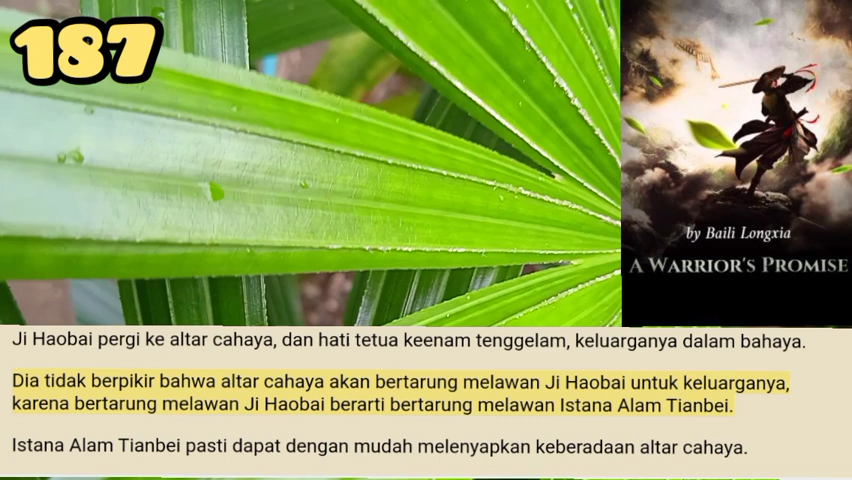 187
by Baili Longxia
A WARRIOR'S PROMISE
Ji Haobai pergi ke altar cahaya, dan hati tetua keenam tenggelam, keluarganya dalam bahaya.
Dia tidak berpikir bahwa altar cahaya akan bertarung melawan Ji Haobai untuk keluarganya,
karena bertarung melawan Ji Haobai berarti bertarung melawan Istana Alam Tianbei.
Istana Alam Tianbei pasti dapat dengan mudah melenyapkan keberadaan altar cahaya.